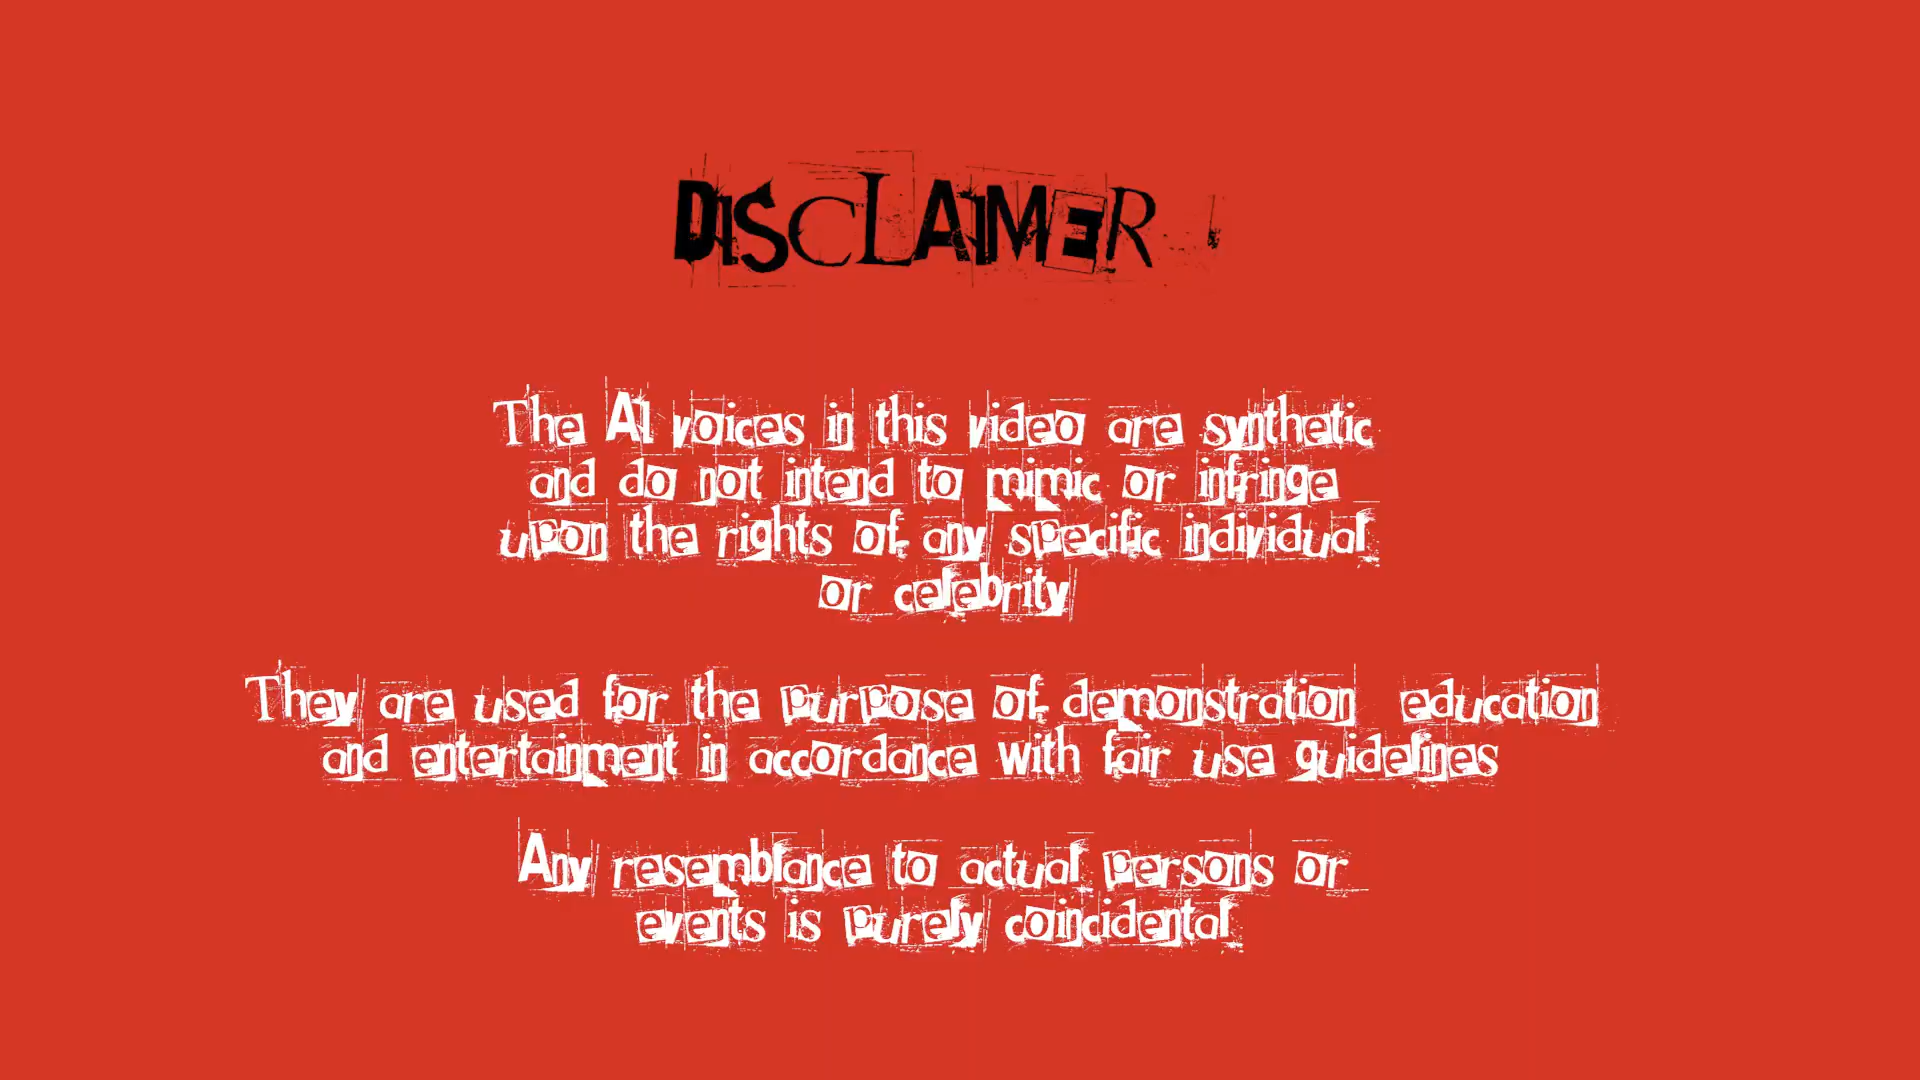 DISCLAIMER
The AI voices in this video are synthetic
and do not intend to mimic or infringe
upon the rights of any specific individual
or celebrity
They are used for the purpose of demonstration education
and entertainment in accordance with fair use guidelines
Any resemblance to actual persons or
events is purely coincidental